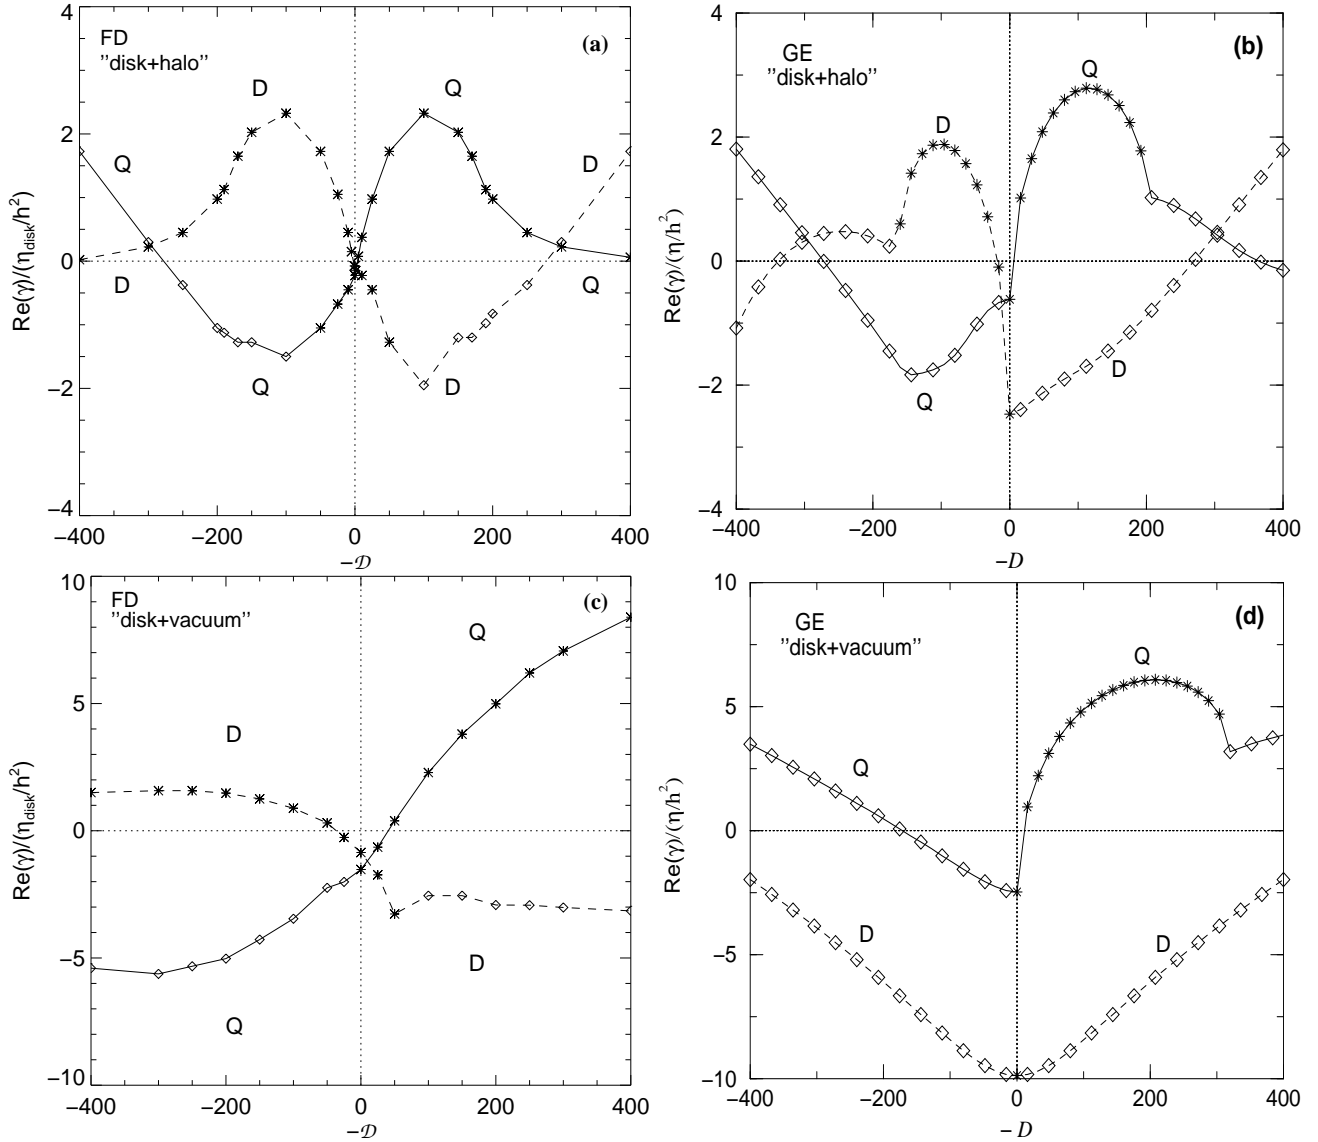 4
2
0
−2
−4
−400
−200
0
200
400
FD
"disk+halo"
(a)
D
Q
Q
D
D
Q
Q
D
Re(γ)/(η_disk/h²)
−𝒟
4
2
0
−2
−4
−400
−200
0
200
400
GE
"disk+halo"
(b)
Q
D
D
Q
Re(γ)/(η/h²)
−D
10
5
0
−5
−10
−400
−200
0
200
400
FD
"disk+vacuum"
(c)
Q
D
D
Q
Re(γ)/(η_disk/h²)
−𝒟
10
5
0
−5
−10
−400
−200
0
200
400
GE
"disk+vacuum"
(d)
Q
Q
D
D
Re(γ)/(η/h²)
−D